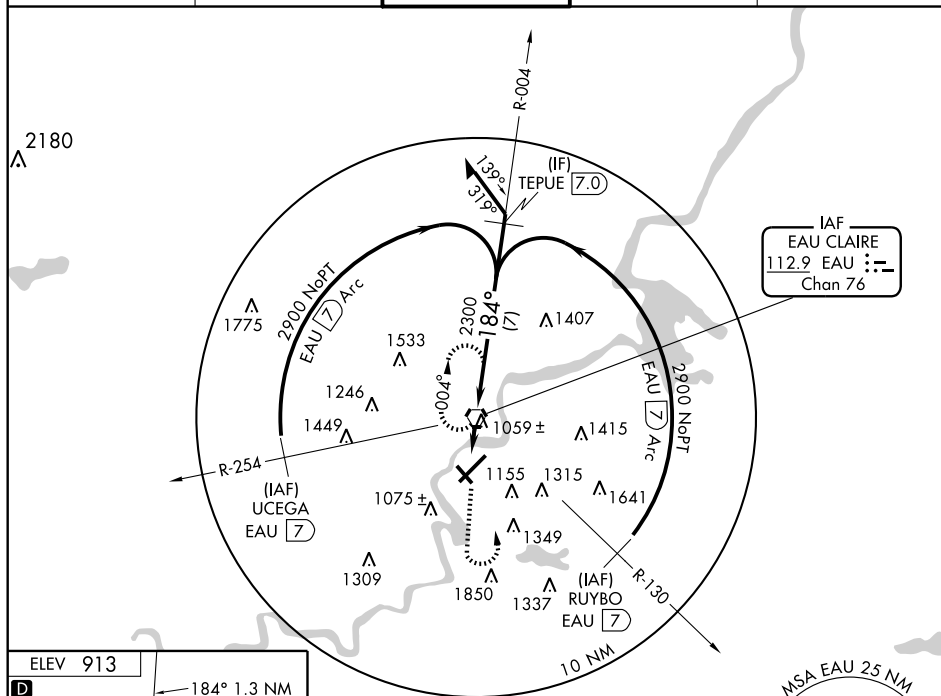 2180
R-004
139°
319°
(IF)
TEPUE 7.0
IAF
EAU CLAIRE
112.9 EAU
Chan 76
2900 NoPT
EAU 7 Arc
1775
2300
184°
(7)
1407
1533
004°
1246
1449
1059 ±
1415
2900 NoPT
EAU 7 Arc
R-254
(IAF)
UCEGA
EAU 7
1075 ±
1155
1315
1641
1349
1309
1850
1337
(IAF)
RUYBO
EAU 7
R-130
10 NM
ELEV 913
D
184° 1.3 NM
MSA EAU 25 NM